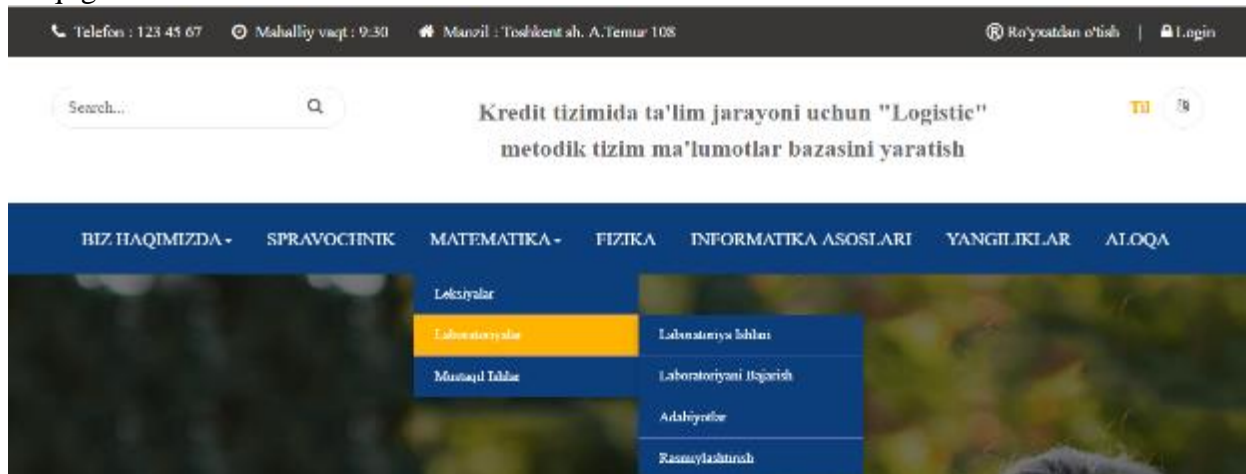 Telefon : 123 45 67 Mahalliy vaqt : 9:30 Manzil : Toshkent sh. A.Temur 108 ® Ro'yxatdan o'tish | Login
Search...
Kredit tizimida ta'lim jarayoni uchun "Logistic"
metodik tizim ma'lumotlar bazasini yaratish
Til
BIZ HAQIMIZDA SPRAVOCHNIK MATEMATIKA FIZIKA INFORMATIKA ASOSLARI YANGILIKLAR ALOQA
Leksiyalar
Laboratoriyalar Laboratoriya Ishlari
Mustaqil Ishlar Laboratoriyani Bajarish
Adabiyotlar
Rasmiylashtirish